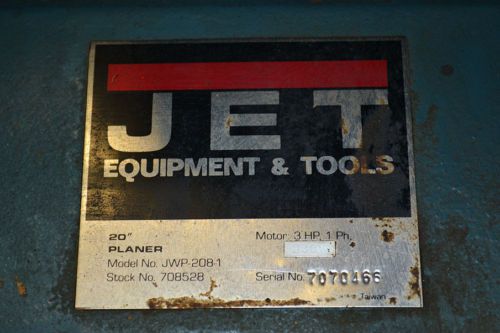 JET
EQUIPMENT & TOOLS
20" Motor: 3 HP, 1 Ph.
PLANER
Model No. JWP-208-1
Stock No. 708528 Serial No. 7070466
Taiwan